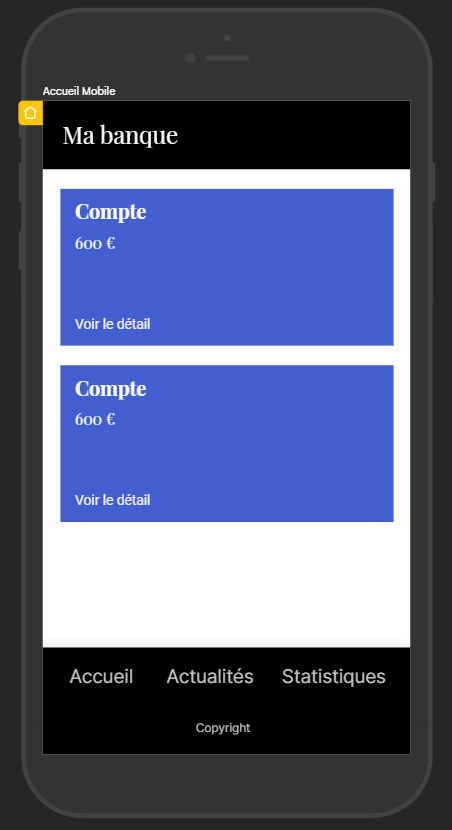 Accueil Mobile
Ma banque
Compte
600 €
Voir le détail
Compte
600 €
Voir le détail
Accueil Actualités Statistiques
Copyright